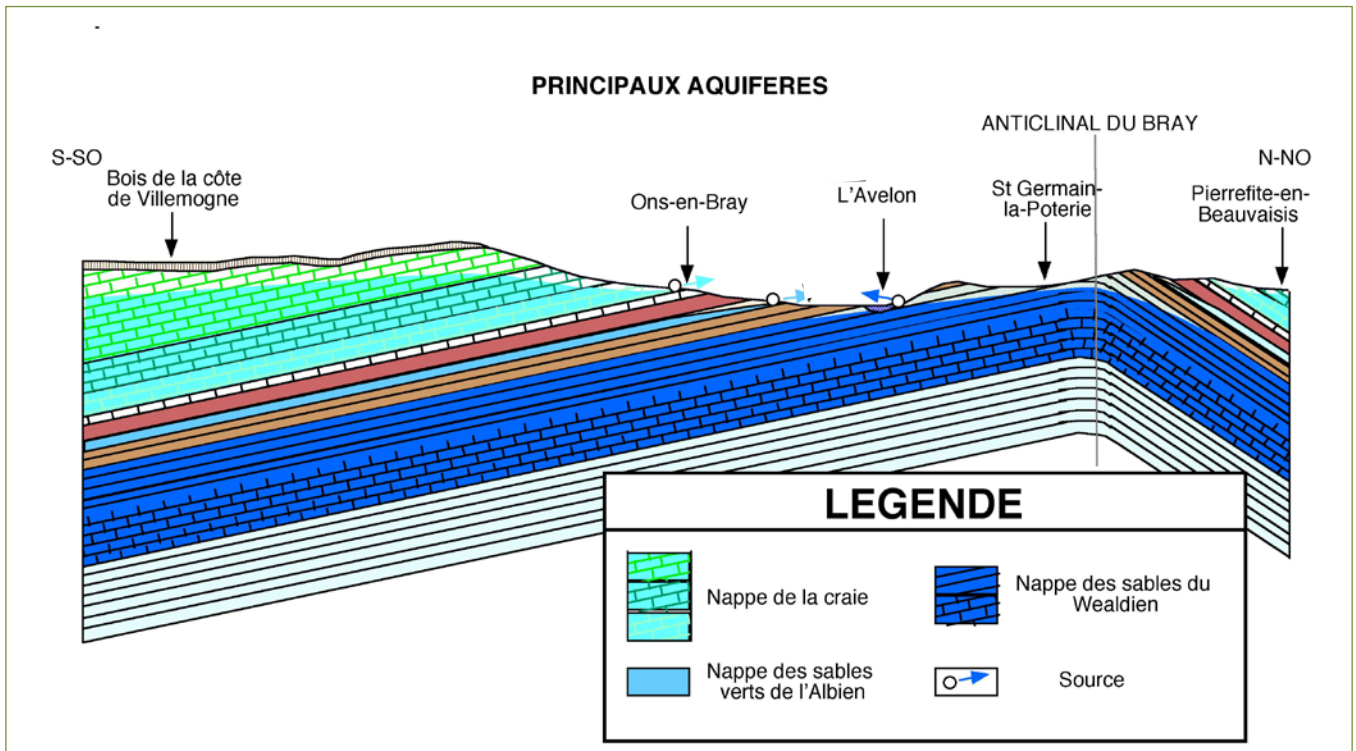 PRINCIPAUX AQUIFERES
ANTICLINAL DU BRAY
S-SO
N-NO
Bois de la côte
de Villemogne
Ons-en-Bray
L'Avelon
St Germain-
la-Poterie
Pierrefite-en-
Beauvaisis
LEGENDE
Nappe de la craie
Nappe des sables du
Wealdien
Nappe des sables
verts de l'Albien
Source